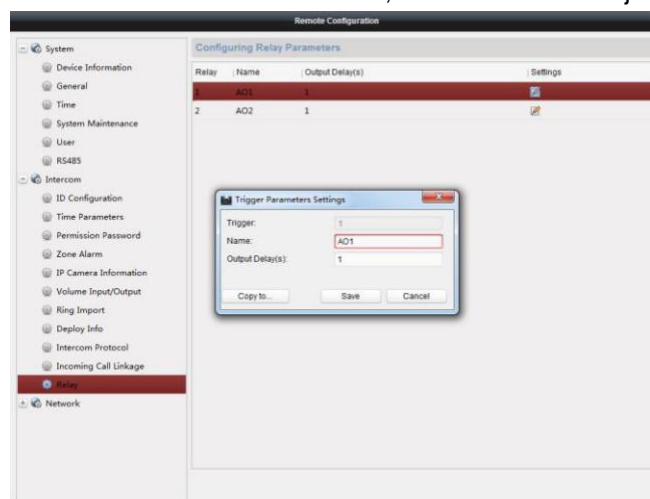 Remote Configuration
System
Device Information
General
Time
System Maintenance
User
RS485
Intercom
ID Configuration
Time Parameters
Permission Password
Zone Alarm
IP Camera Information
Volume Input/Output
Ring Import
Deploy Info
Intercom Protocol
Incoming Call Linkage
Relay
Network
Configuring Relay Parameters
Relay Name Output Delay(s) Settings
1 AO1 1
2 AO2 1
Trigger Parameters Settings
Trigger: 1
Name: AO1
Output Delay(s): 1
Copy to... Save Cancel